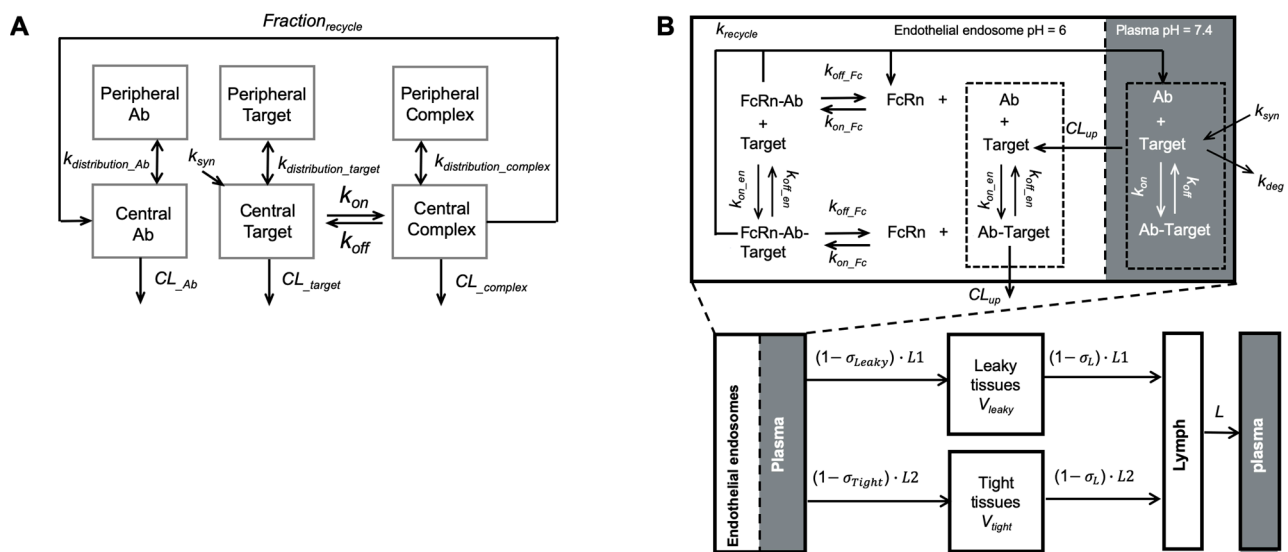 A
Fraction_recycle
Peripheral
Ab
Peripheral
Target
Peripheral
Complex
k_distribution_Ab
k_syn
k_distribution_target
k_distribution_complex
Central
Ab
Central
Target
k_on
k_off
Central
Complex
CL_Ab
CL_target
CL_complex
B
k_recycle
Endothelial endosome pH = 6
Plasma pH = 7.4
FcRn-Ab
+
Target
k_off_Fc
k_on_Fc
FcRn +
Ab
+
Target
CL_up
Ab
+
Target
k_syn
k_deg
k_on_en
k_off_en
k_on_en
k_off_en
k_on
k_off
FcRn-Ab-
Target
k_off_Fc
k_on_Fc
FcRn +
Ab-Target
Ab-Target
CL_up
Endothelial endosomes
Plasma
(1− σ_Leaky) · L1
Leaky
tissues
V_leaky
(1− σ_L) · L1
(1− σ_Tight) · L2
Tight
tissues
V_tight
(1− σ_L) · L2
Lymph
L
plasma